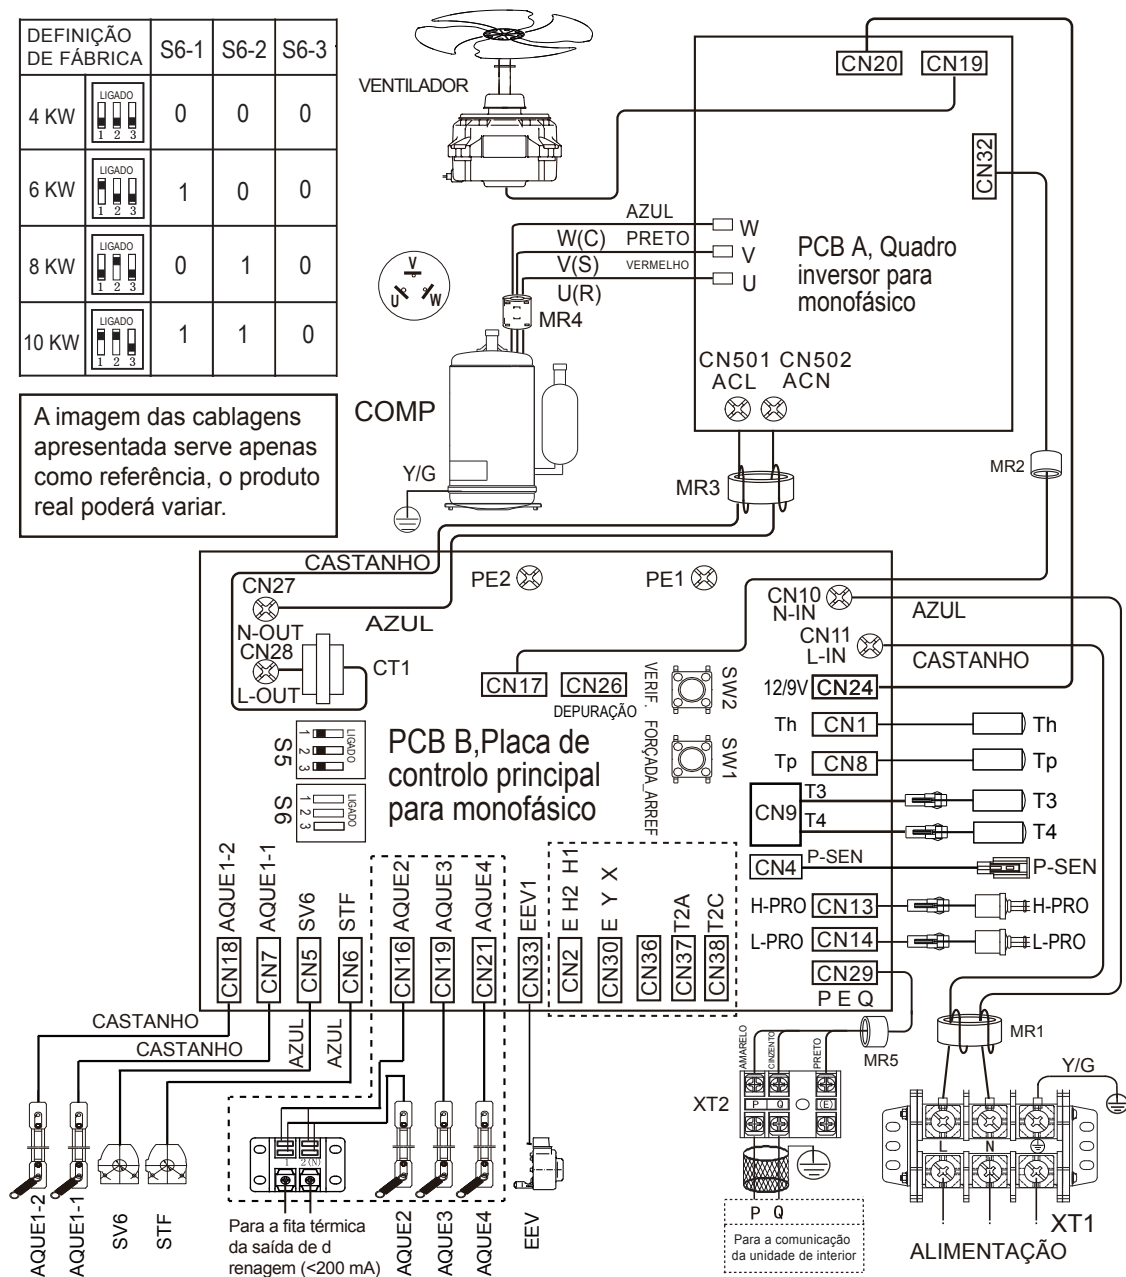 DEFINIÇÃO
DE FÁBRICA
S6-1
S6-2
S6-3
4 KW
LIGADO
1 2 3
0
0
0
6 KW
LIGADO
1 2 3
1
0
0
8 KW
LIGADO
1 2 3
0
1
0
10 KW
LIGADO
1 2 3
1
1
0
A imagem das cablagens
apresentada serve apenas
como referência, o produto
real poderá variar.
VENTILADOR
CN20
CN19
CN32
AZUL
W(C)
PRETO
V(S)
VERMELHO
U(R)
W
V
U
PCB A, Quadro
inversor para
monofásico
V
U
W
MR4
COMP
Y/G
CN501
ACL
CN502
ACN
MR3
MR2
CASTANHO
CN27
N-OUT
AZUL
CN28
L-OUT
CT1
PE2
PE1
CN10
N-IN
AZUL
CN11
L-IN
CASTANHO
CN17
CN26
DEPURAÇÃO
VERIF.
SW2
FORÇADA_ARREF
SW1
12/9V
CN24
Th
CN1
Th
Tp
CN8
Tp
CN9
T3
T3
T4
T4
CN4
P-SEN
P-SEN
H-PRO
CN13
H-PRO
L-PRO
CN14
L-PRO
CN29
P E Q
S5
1 2 3
LIGADO
S6
1 2 3
LIGADO
PCB B,Placa de
controlo principal
para monofásico
CN18
AQUE1-2
CN7
AQUE1-1
CN5
SV6
CN6
STF
CN16
AQUE2
CN19
AQUE3
CN21
AQUE4
CN33
EEV1
CN2
E H2 H1
CN30
E Y X
CN36
CN37
T2A
CN38
T2C
CASTANHO
CASTANHO
AZUL
AZUL
AMARELO
CINZENTO
PRETO
MR5
MR1
Y/G
XT2
P
Q
(E)
1
2(N)
L
N
XT1
ALIMENTAÇÃO
P Q
Para a comunicação
da unidade de interior
AQUE1-2
AQUE1-1
SV6
STF
Para a fita térmica
da saída de d
renagem (<200 mA)
AQUE2
AQUE3
AQUE4
EEV